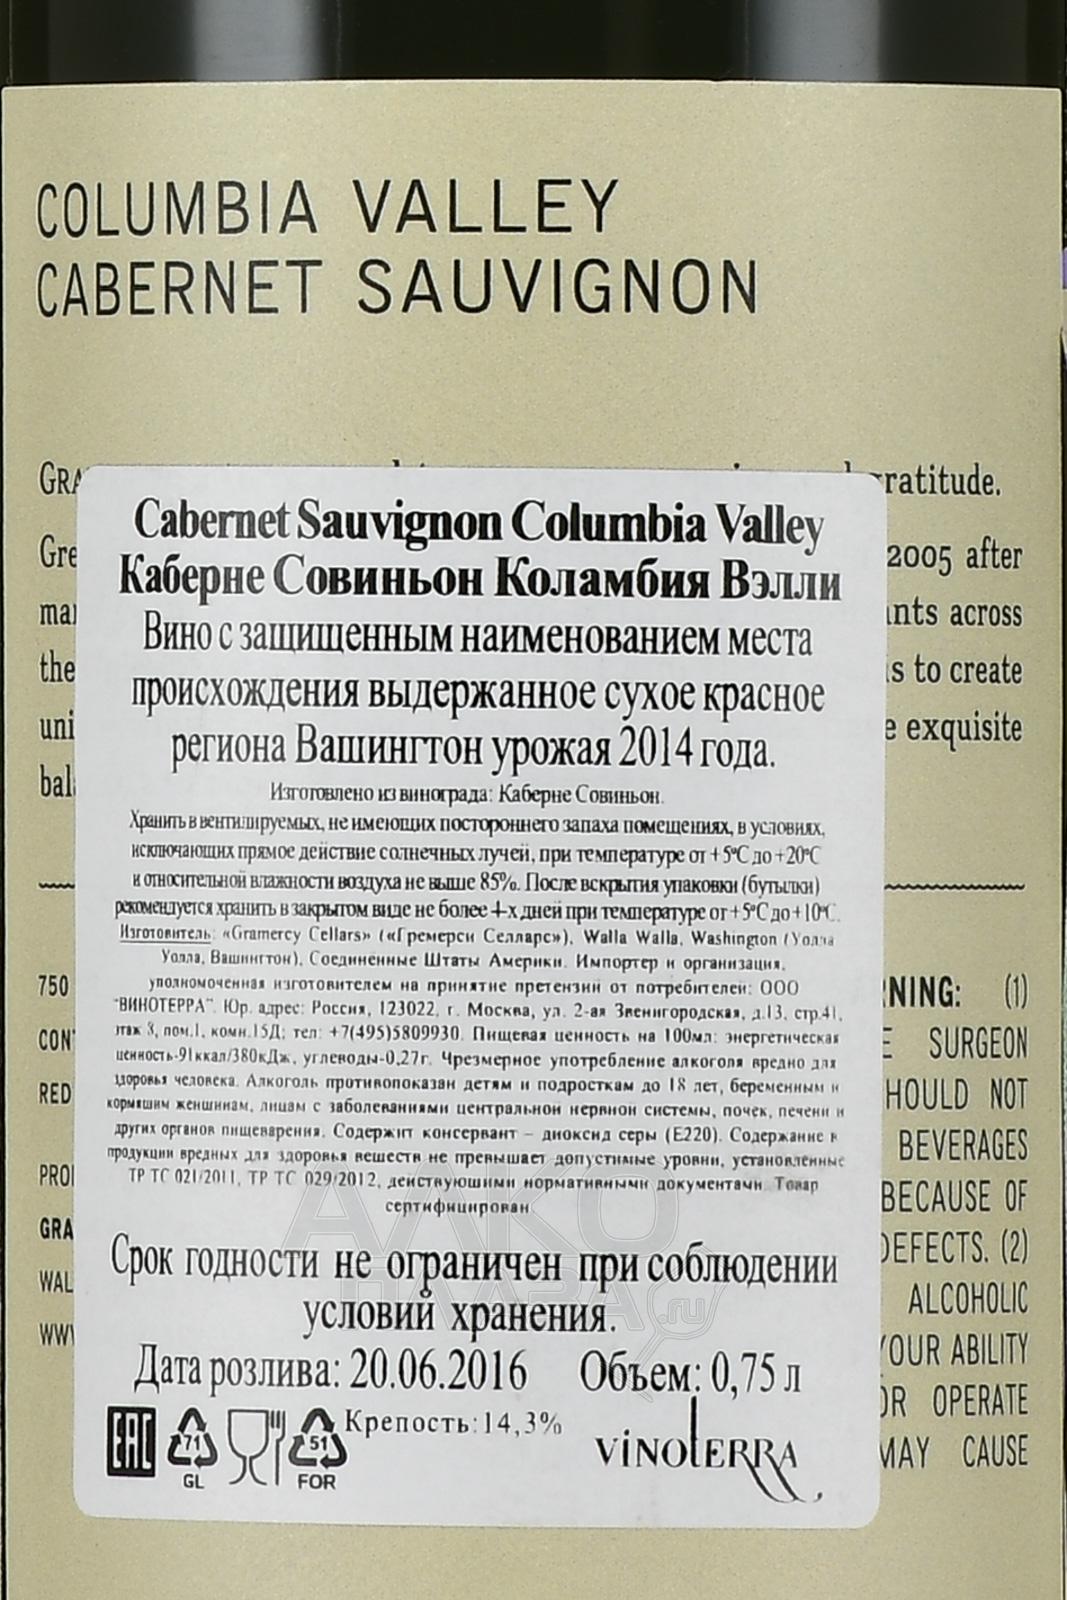 COLUMBIA VALLEY
CABERNET SAUVIGNON
gratitude.
2005 after
across
the
is to create
exquisite
Cabernet Sauvignon Columbia Valley
Каберне Совиньон Коламбия Вэлли
Вино с защищенным наименованием места
происхождения выдержанное сухое красное
региона Вашингтон урожая 2014 года.
Изготовлено из винограда: Каберне Совиньон.
Хранить в вентилируемых, не имеющих постороннего запаха помещениях, в условиях,
исключающих прямое действие солнечных лучей, при температуре от +5°С до +20°С
и относительной влажности воздуха не выше 85%. После вскрытия упаковки (бутылки)
рекомендуется хранить в закрытом виде не более 4-х дней при температуре от +5°С до +10°С.
Изготовитель: «Gramercy Cellars» («Гремерси Селларс»), Walla Walla, Washington (Уолла
Уолла, Вашингтон), Соединенные Штаты Америки. Импортер и организация,
уполномоченная изготовителем на принятие претензий от потребителей: ООО
"ВИНОТЕРРА". Юр. адрес: Россия, 123022, г. Москва, ул. 2-ая Звенигородская, д.13, стр.41,
этаж 8, пом.I, комн.15Д; тел: +7(495)5809930. Пищевая ценность на 100мл: энергетическая
ценность-91ккал/380кДж, углеводы-0,27г. Чрезмерное употребление алкоголя вредно для
здоровья человека. Алкоголь противопоказан детям и подросткам до 18 лет, беременным и
кормящим женщинам, лицам с заболеваниями центральной нервной системы, почек, печени и
других органов пищеварения. Содержит консервант – диоксид серы (Е220). Содержание в
продукции вредных для здоровья веществ не превышает допустимые уровни, установленные
ТР ТС 021/2011, ТР ТС 029/2012, действующими нормативными документами. Товар
сертифицирован.
Срок годности не ограничен при соблюдении
условий хранения.
Дата розлива: 20.06.2016 Объем: 0,75 л
Крепость: 14,3%
EAC
71
GL
51
FOR
VINOTERRA
750
RED
(1)
SURGEON
NOT
BEVERAGES
BECAUSE OF
DEFECTS. (2)
ALCOHOLIC
YOUR ABILITY
OR OPERATE
MAY CAUSE
АЛКО
НЛАВА.ru